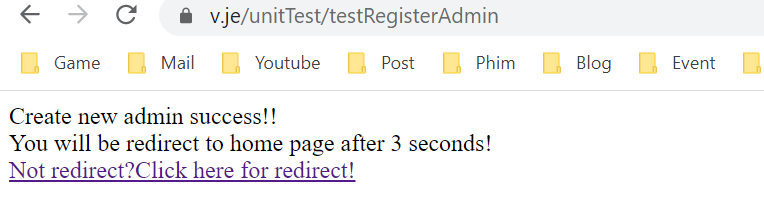 v.je/unitTest/testRegisterAdmin
Game Mail Youtube Post Phim Blog Event
Create new admin success!!
You will be redirect to home page after 3 seconds!
Not redirect?Click here for redirect!